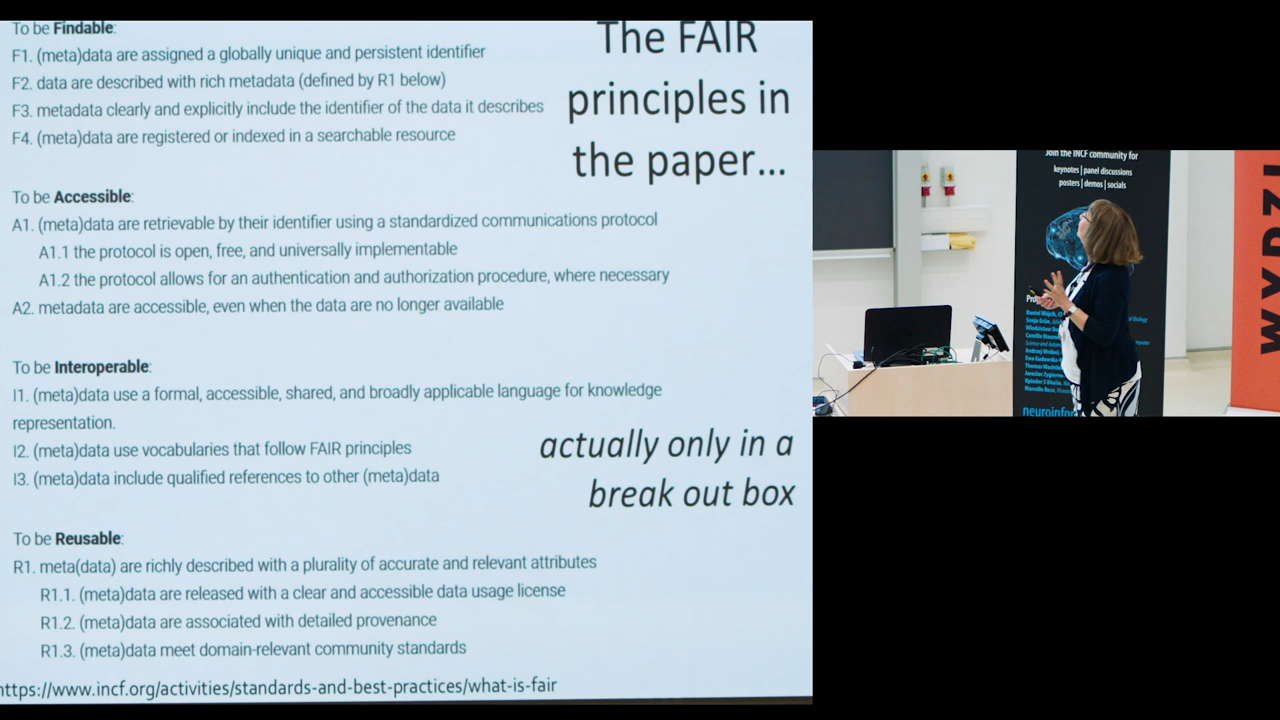 To be Findable:
F1. (meta)data are assigned a globally unique and persistent identifier
F2. data are described with rich metadata (defined by R1 below)
F3. metadata clearly and explicitly include the identifier of the data it describes
F4. (meta)data are registered or indexed in a searchable resource
The FAIR
principles in
the paper...
To be Accessible:
A1. (meta)data are retrievable by their identifier using a standardized communications protocol
A1.1 the protocol is open, free, and universally implementable
A1.2 the protocol allows for an authentication and authorization procedure, where necessary
A2. metadata are accessible, even when the data are no longer available
To be Interoperable:
I1. (meta)data use a formal, accessible, shared, and broadly applicable language for knowledge
representation.
I2. (meta)data use vocabularies that follow FAIR principles
I3. (meta)data include qualified references to other (meta)data
actually only in a
break out box
To be Reusable:
R1. meta(data) are richly described with a plurality of accurate and relevant attributes
R1.1. (meta)data are released with a clear and accessible data usage license
R1.2. (meta)data are associated with detailed provenance
R1.3. (meta)data meet domain-relevant community standards
https://www.incf.org/activities/standards-and-best-practices/what-is-fair
Join the INCF community for
keynotes | panel discussions
posters | demos | socials
neuroinfor
WYDZI